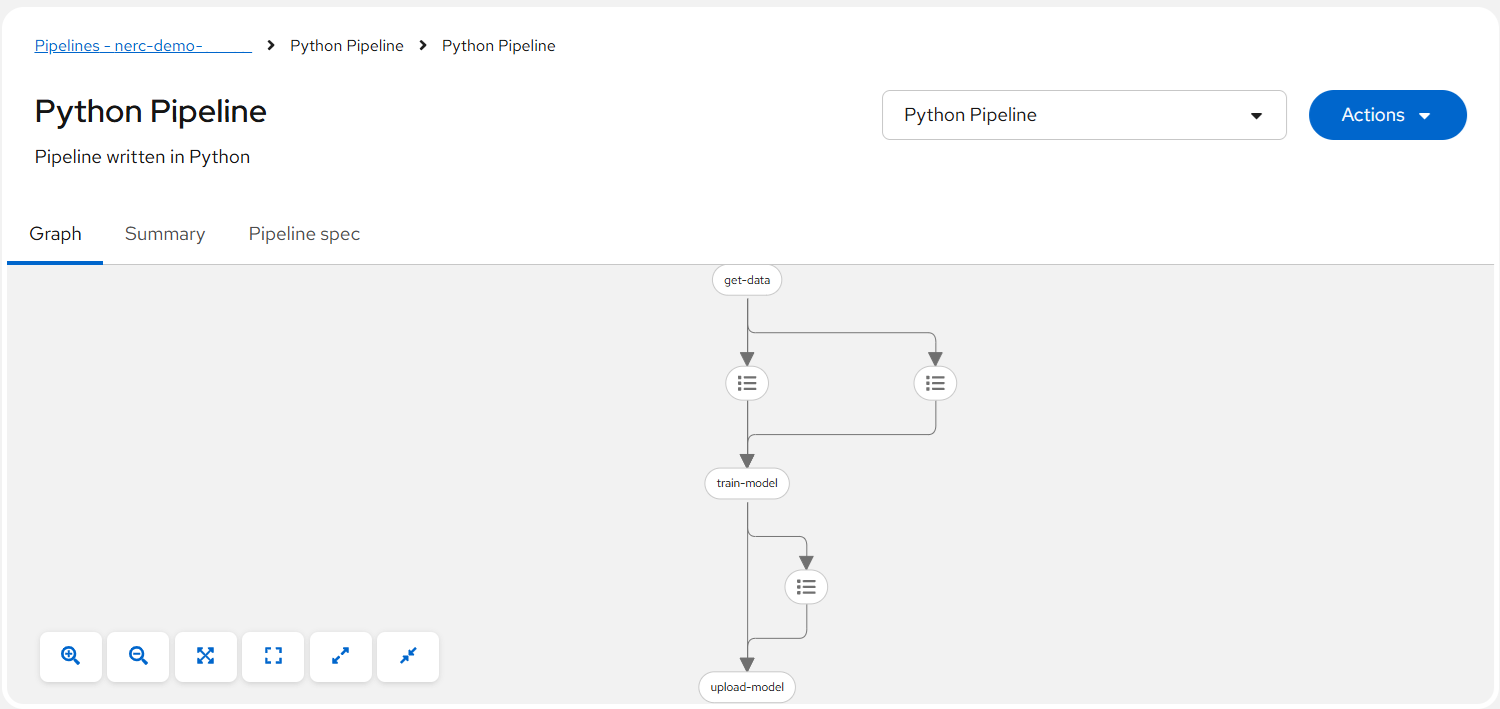 Pipelines - nerc-demo- > Python Pipeline > Python Pipeline
Python Pipeline
Python Pipeline
Actions
Pipeline written in Python
Graph Summary Pipeline spec
get-data
train-model
upload-model